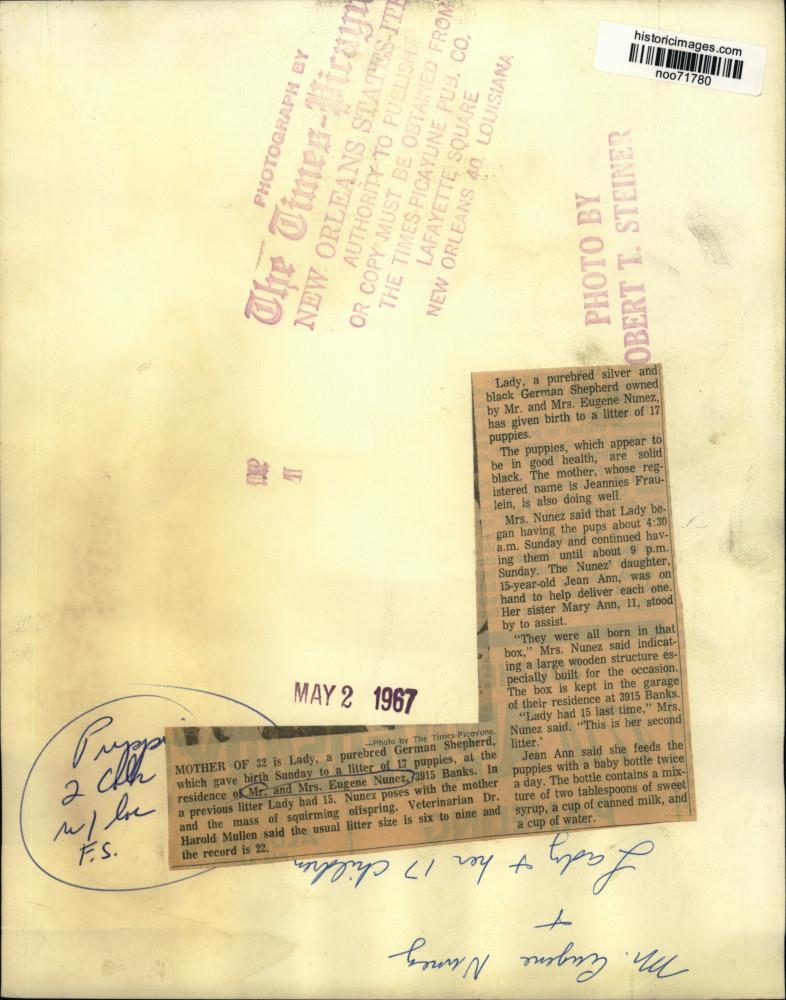 historicimages.com
noo71780
PHOTOGRAPH BY
The Times-Picayune
NEW ORLEANS STATES-ITE
AUTHORITY TO PUBLISH
OR COPY MUST BE OBTAINED FROM
THE TIMES-PICAYUNE PUB. CO.
LAFAYETTE SQUARE
NEW ORLEANS 40, LOUISIANA
PHOTO BY
OBERT T. STEINER
Lady, a purebred silver and
black German Shepherd owned
by Mr. and Mrs. Eugene Nunez,
has given birth to a litter of 17
puppies.
The puppies, which appear to
be in good health, are solid
black. The mother, whose reg-
istered name is Jeannies Frau-
lein, is also doing well.
Mrs. Nunez said that Lady be-
gan having the pups about 4:30
a.m. Sunday and continued hav-
ing them until about 9 p.m.
Sunday. The Nunez' daughter,
15-year-old Jean Ann, was on
hand to help deliver each one.
Her sister Mary Ann, 11, stood
by to assist.
"They were all born in that
box," Mrs. Nunez said indicat-
ing a large wooden structure es-
pecially built for the occasion.
The box is kept in the garage
of their residence at 3915 Banks.
"Lady had 15 last time," Mrs.
Nunez said. "This is her second
litter.'
Jean Ann said she feeds the
puppies with a baby bottle twice
a day. The bottle contains a mix-
ture of two tablespoons of sweet
syrup, a cup of canned milk, and
a cup of water.
MAY 2 1967
—Photo by The Times-Picayune.
MOTHER OF 32 is Lady, a purebred German Shepherd,
which gave birth Sunday to a litter of 17 puppies, at the
residence of Mr. and Mrs. Eugene Nunez, 3915 Banks. In
a previous litter Lady had 15. Nunez poses with the mother
and the mass of squirming offspring. Veterinarian Dr.
Harold Mullen said the usual litter size is six to nine and
the record is 22.
2
w/
F.S.
Mr. Eugene Nunez
+
Lady + her 17 children